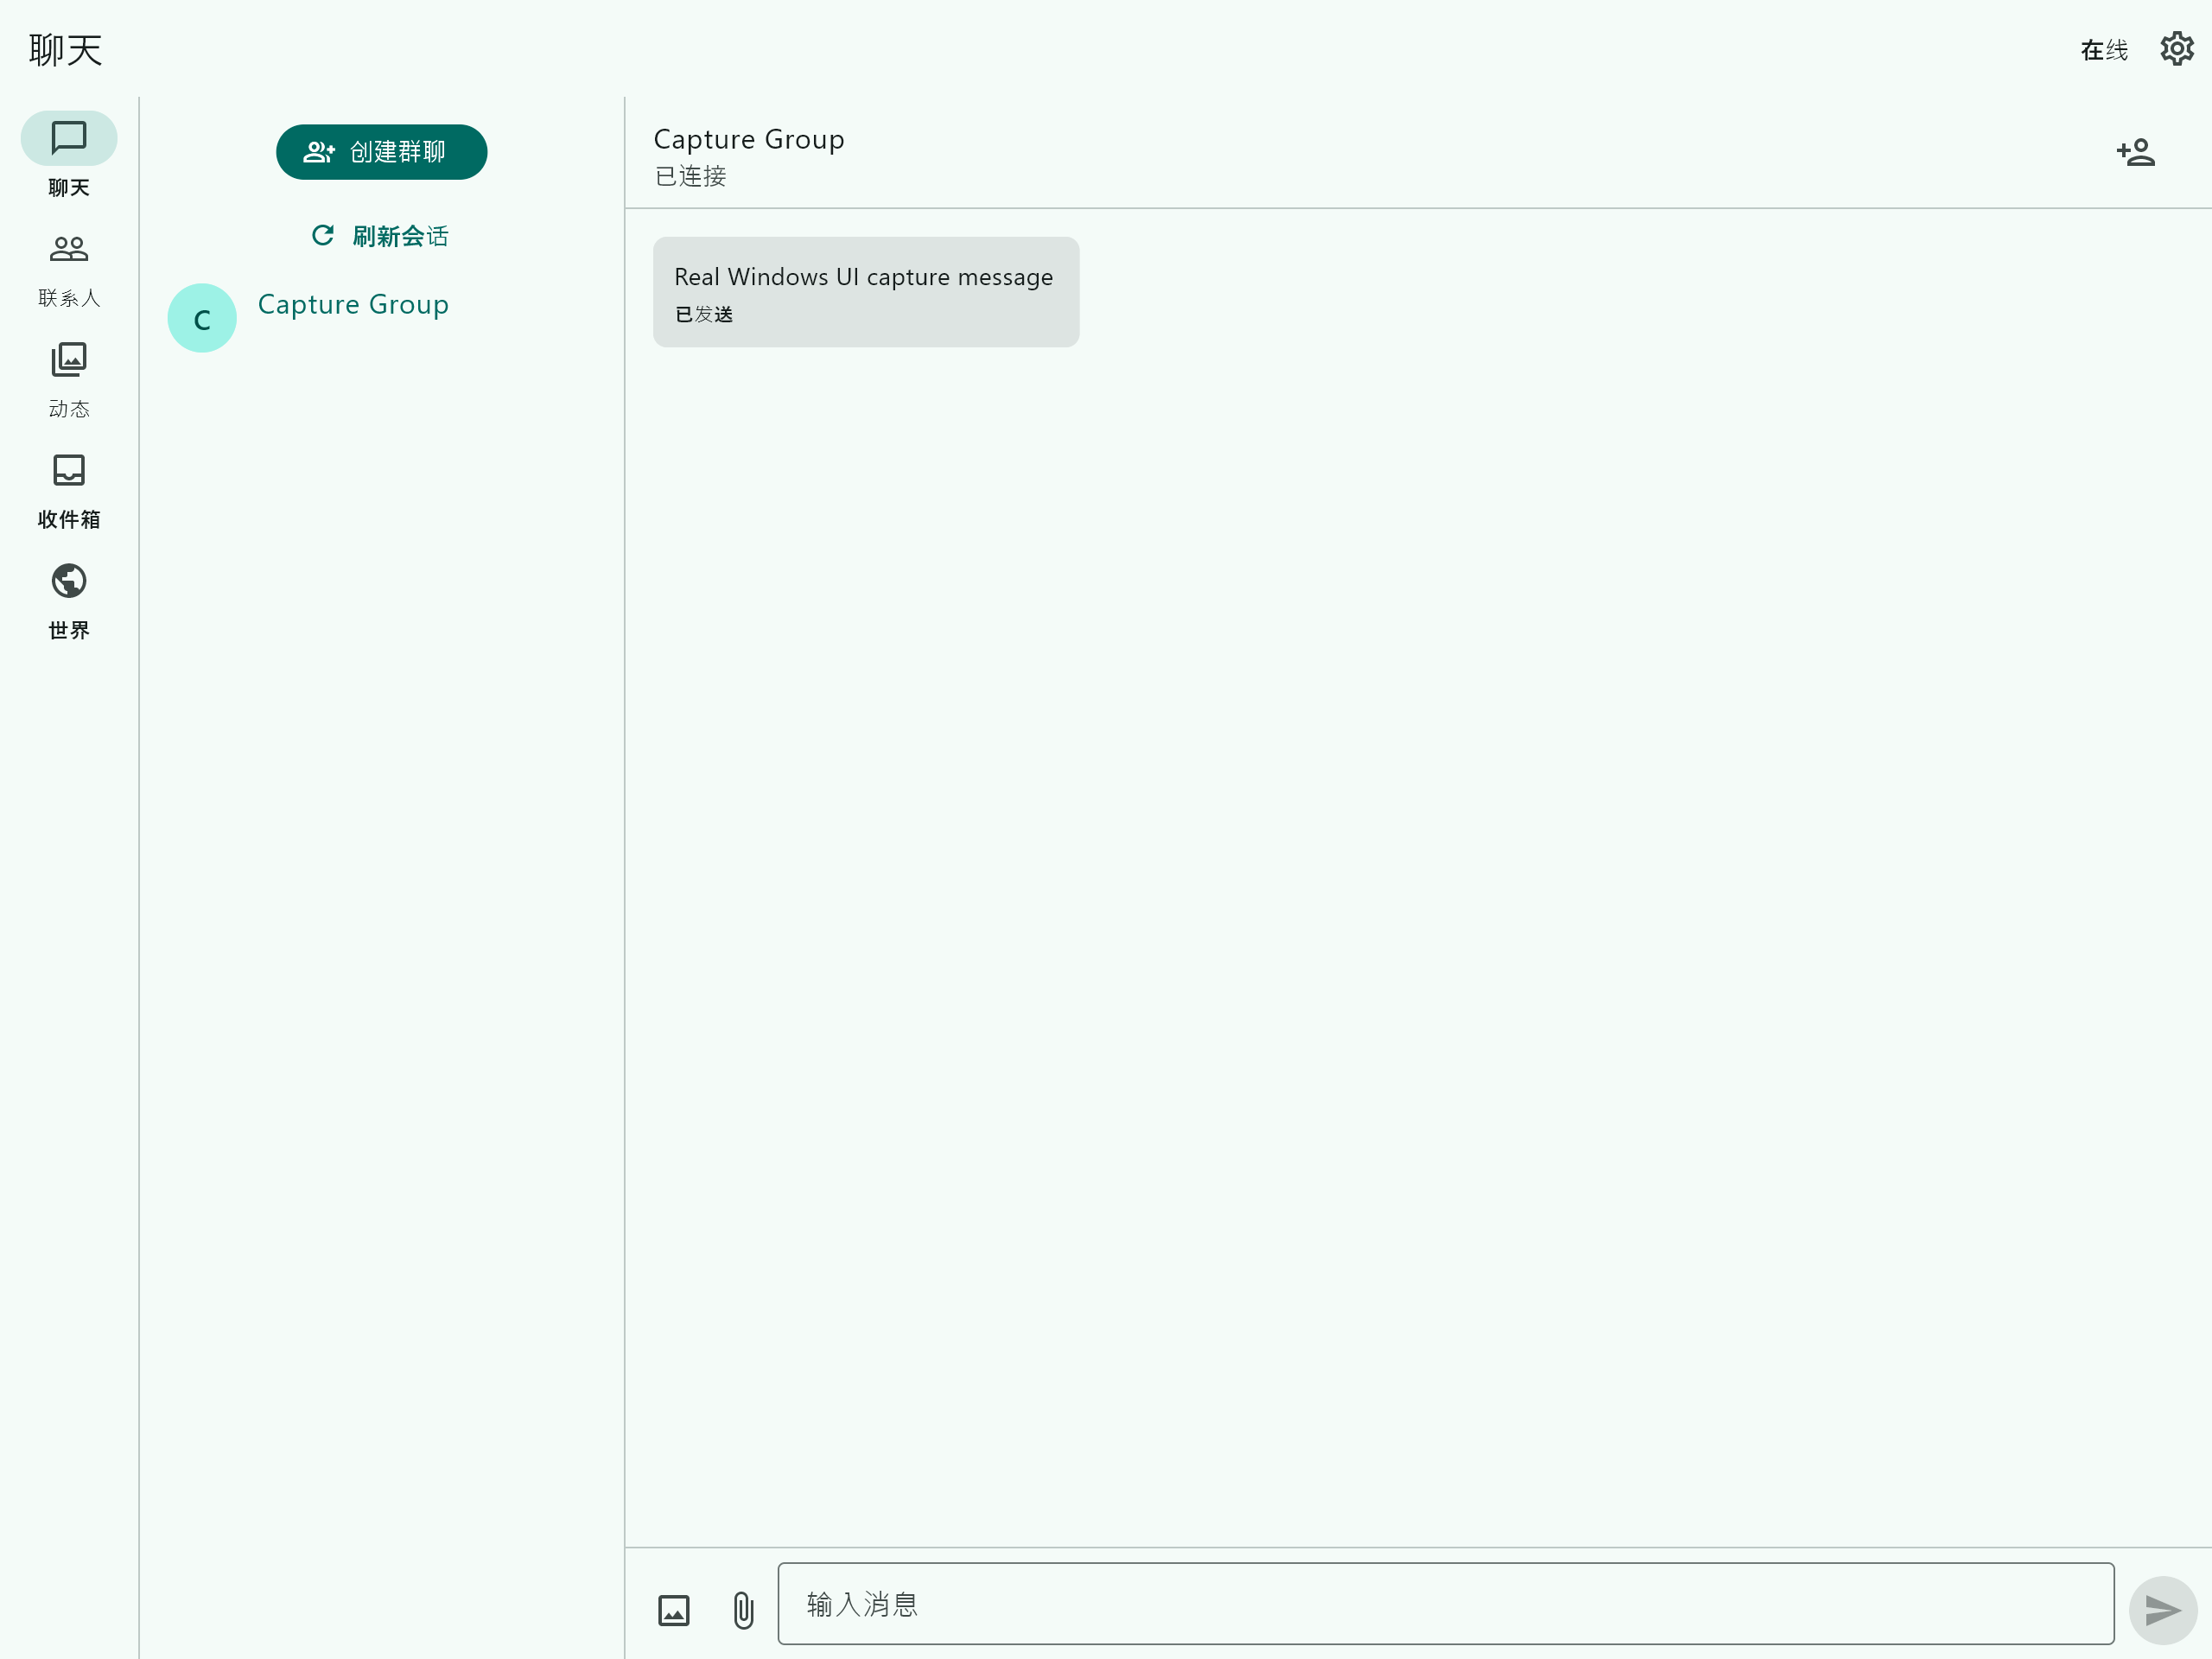 聊天
在线
聊天
联系人
动态
收件箱
世界
创建群聊
刷新会话
C
Capture Group
Capture Group
已连接
Real Windows UI capture message
已发送
输入消息